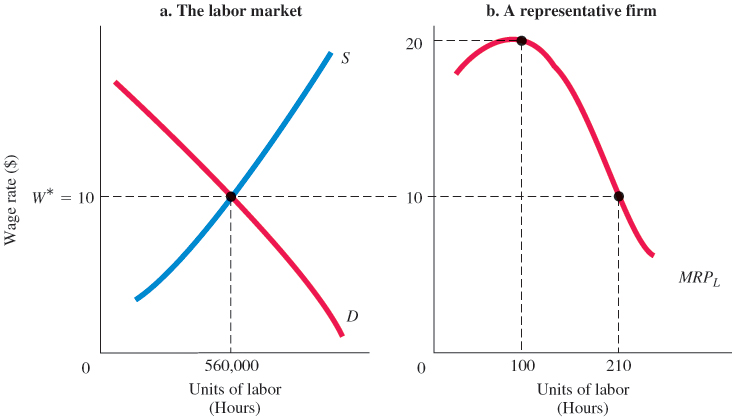 a. The labor market
b. A representative firm
Wage rate ($)
S
W* = 10
D
0
560,000
Units of labor
(Hours)
20
10
MRP_L
0
100
210
Units of labor
(Hours)